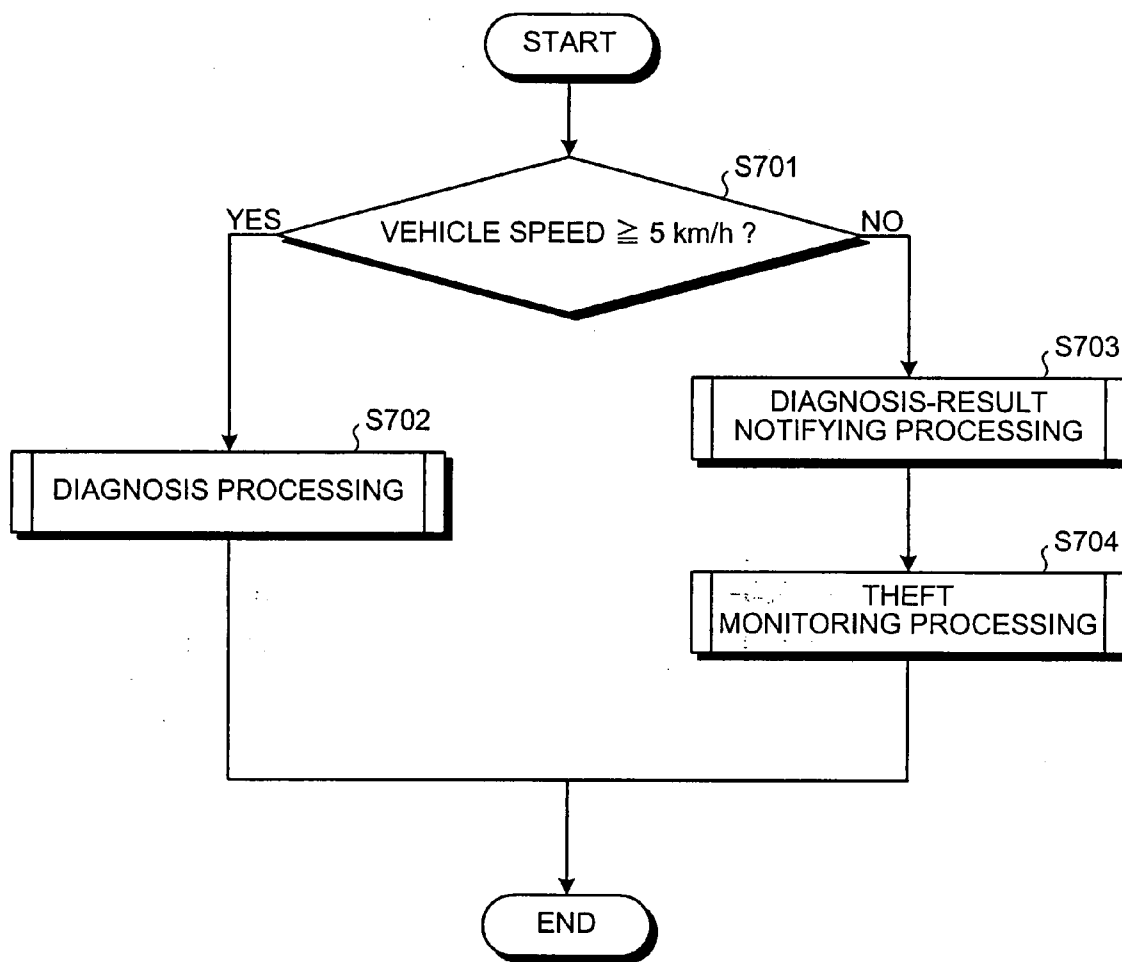 START
S701
YES
VEHICLE SPEED ≧ 5 km/h ?
NO
S703
DIAGNOSIS-RESULT
NOTIFYING PROCESSING
S702
DIAGNOSIS PROCESSING
S704
THEFT
MONITORING PROCESSING
END